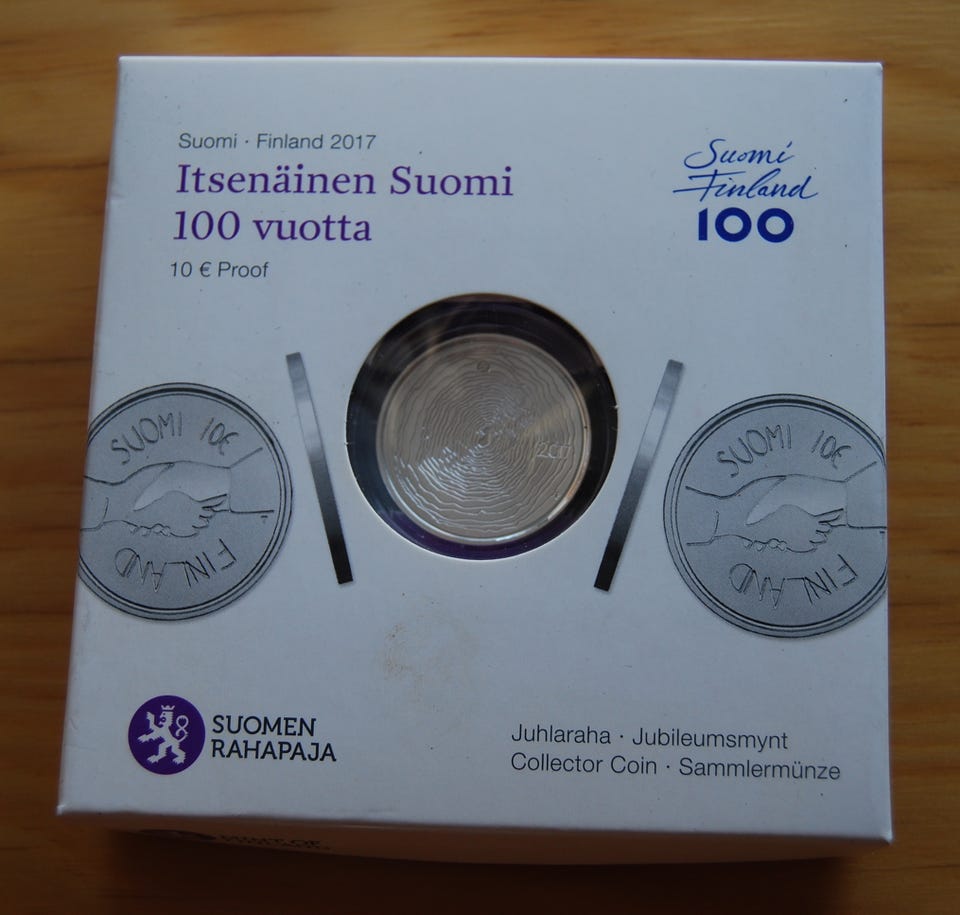 Suomi · Finland 2017
Itsenäinen Suomi
100 vuotta
10 € Proof
Suomi
Finland
100
SUOMI 10€
FINLAND
SUOMI 10€
FINLAND
SUOMEN
RAHAPAJA
Juhlaraha · Jubileumsmynt
Collector Coin · Sammlermünze